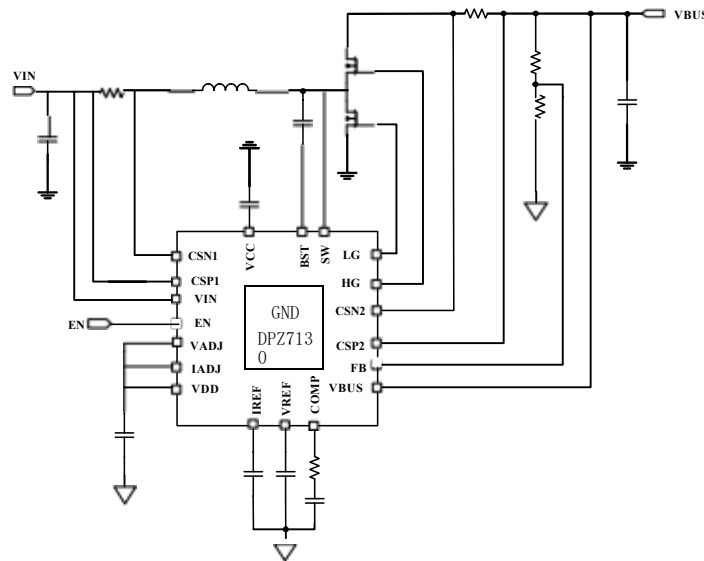 VBUS
VIN
VCC
BST
SW
CSN1
LG
CSP1
HG
VIN
CSN2
GND
EN
EN
DPZ713
0
VADJ
CSP2
IADJ
FB
VDD
VBUS
IREF
VREF
COMP